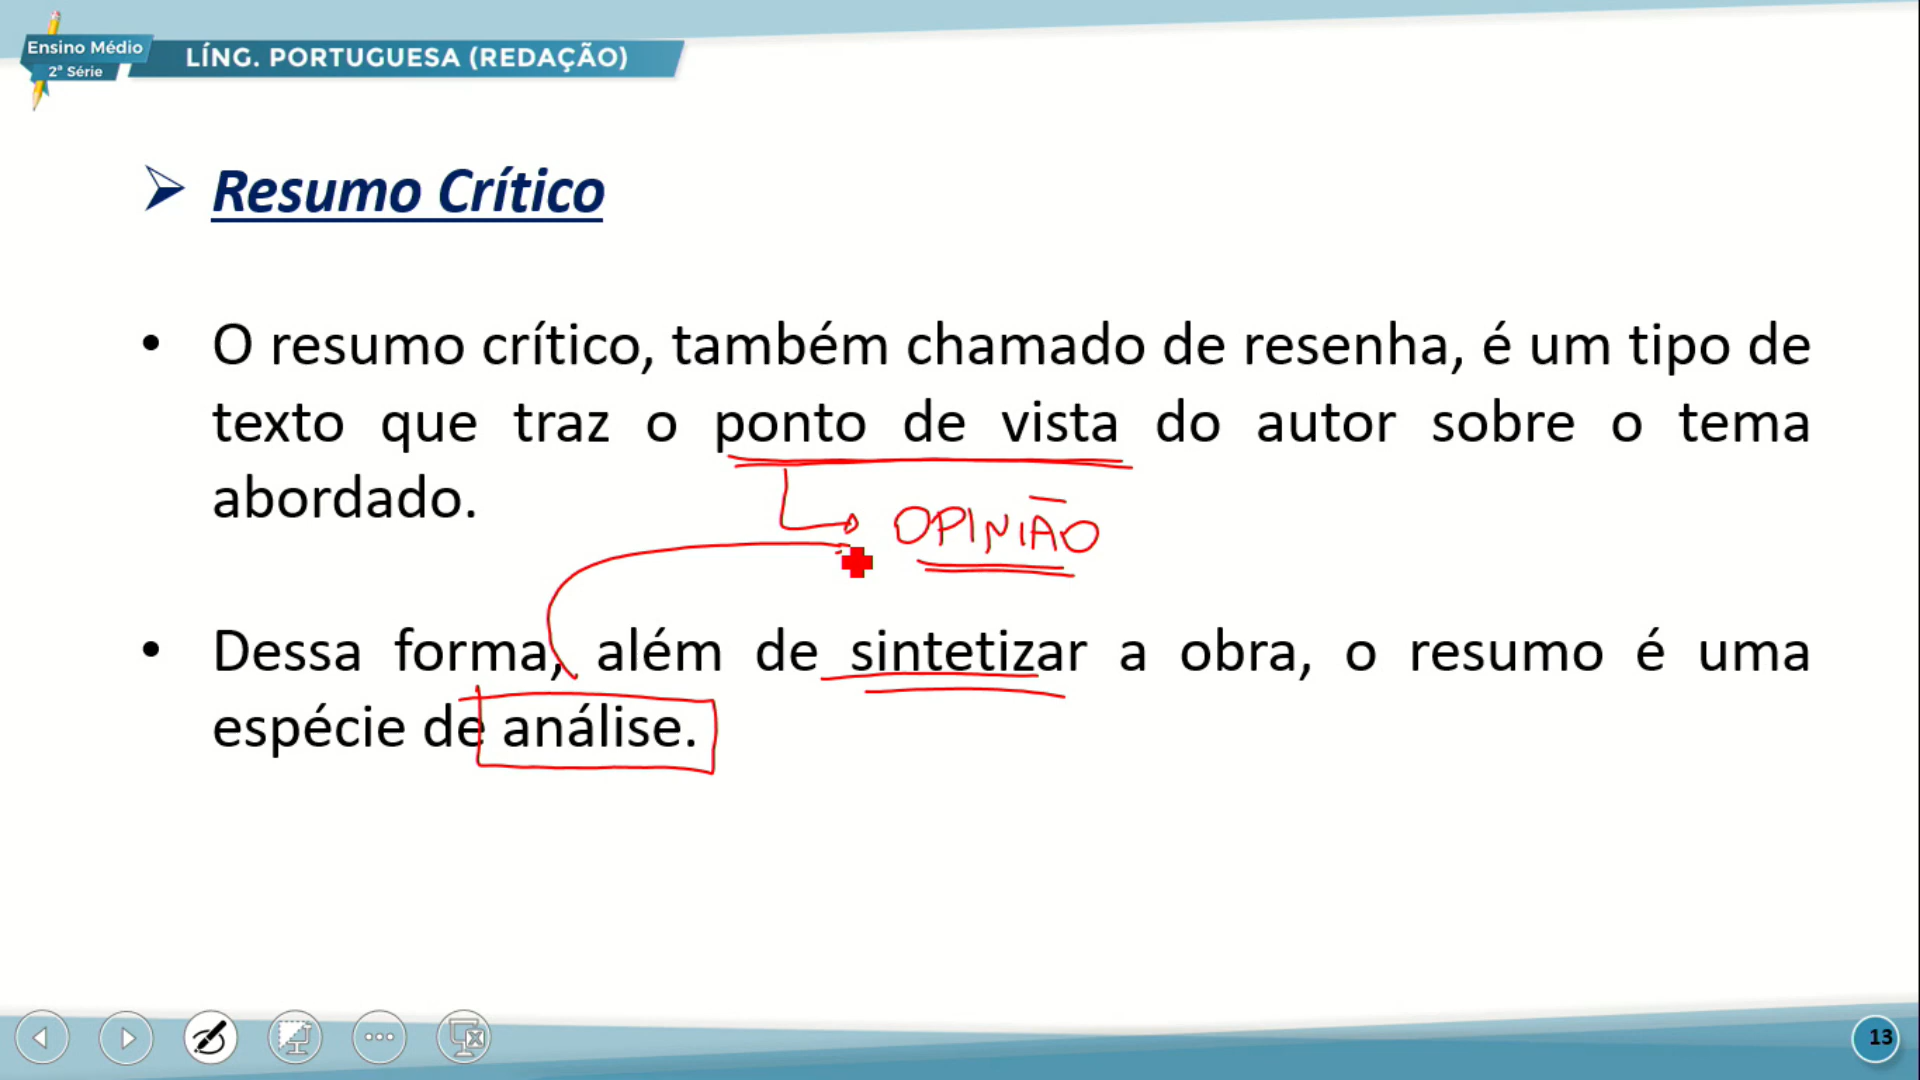 Ensino Médio
2ª Série
LÍNG. PORTUGUESA (REDAÇÃO)
Resumo Crítico
• O resumo crítico, também chamado de resenha, é um tipo de
texto que traz o ponto de vista do autor sobre o tema
abordado.
OPINIÃO
• Dessa forma, além de sintetizar a obra, o resumo é uma
espécie de análise.
13